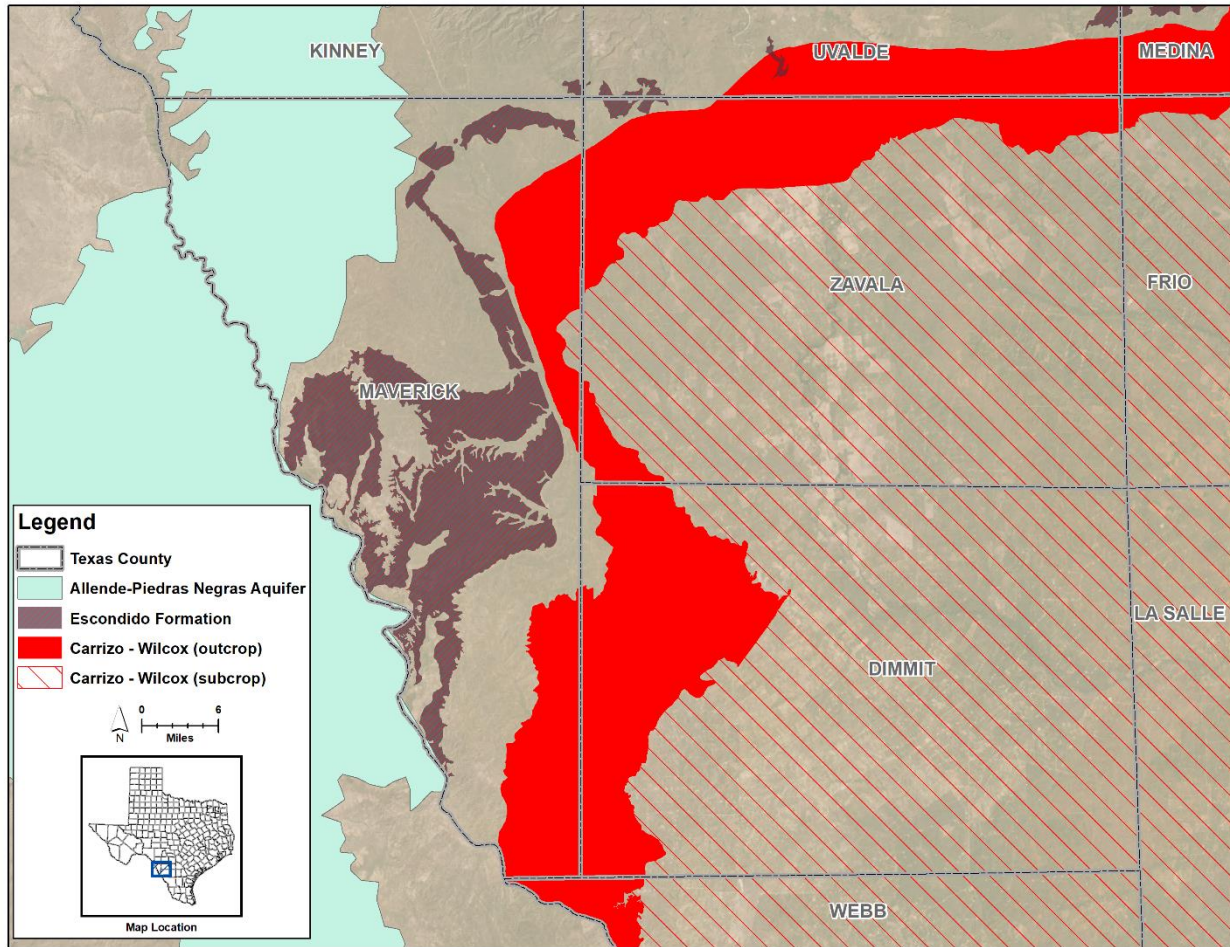 KINNEY
UVALDE
MEDINA
ZAVALA
FRIO
MAVERICK
LA SALLE
DIMMIT
WEBB
Legend
Texas County
Allende-Piedras Negras Aquifer
Escondido Formation
Carrizo - Wilcox (outcrop)
Carrizo - Wilcox (subcrop)
N
0 6
Miles
Map Location